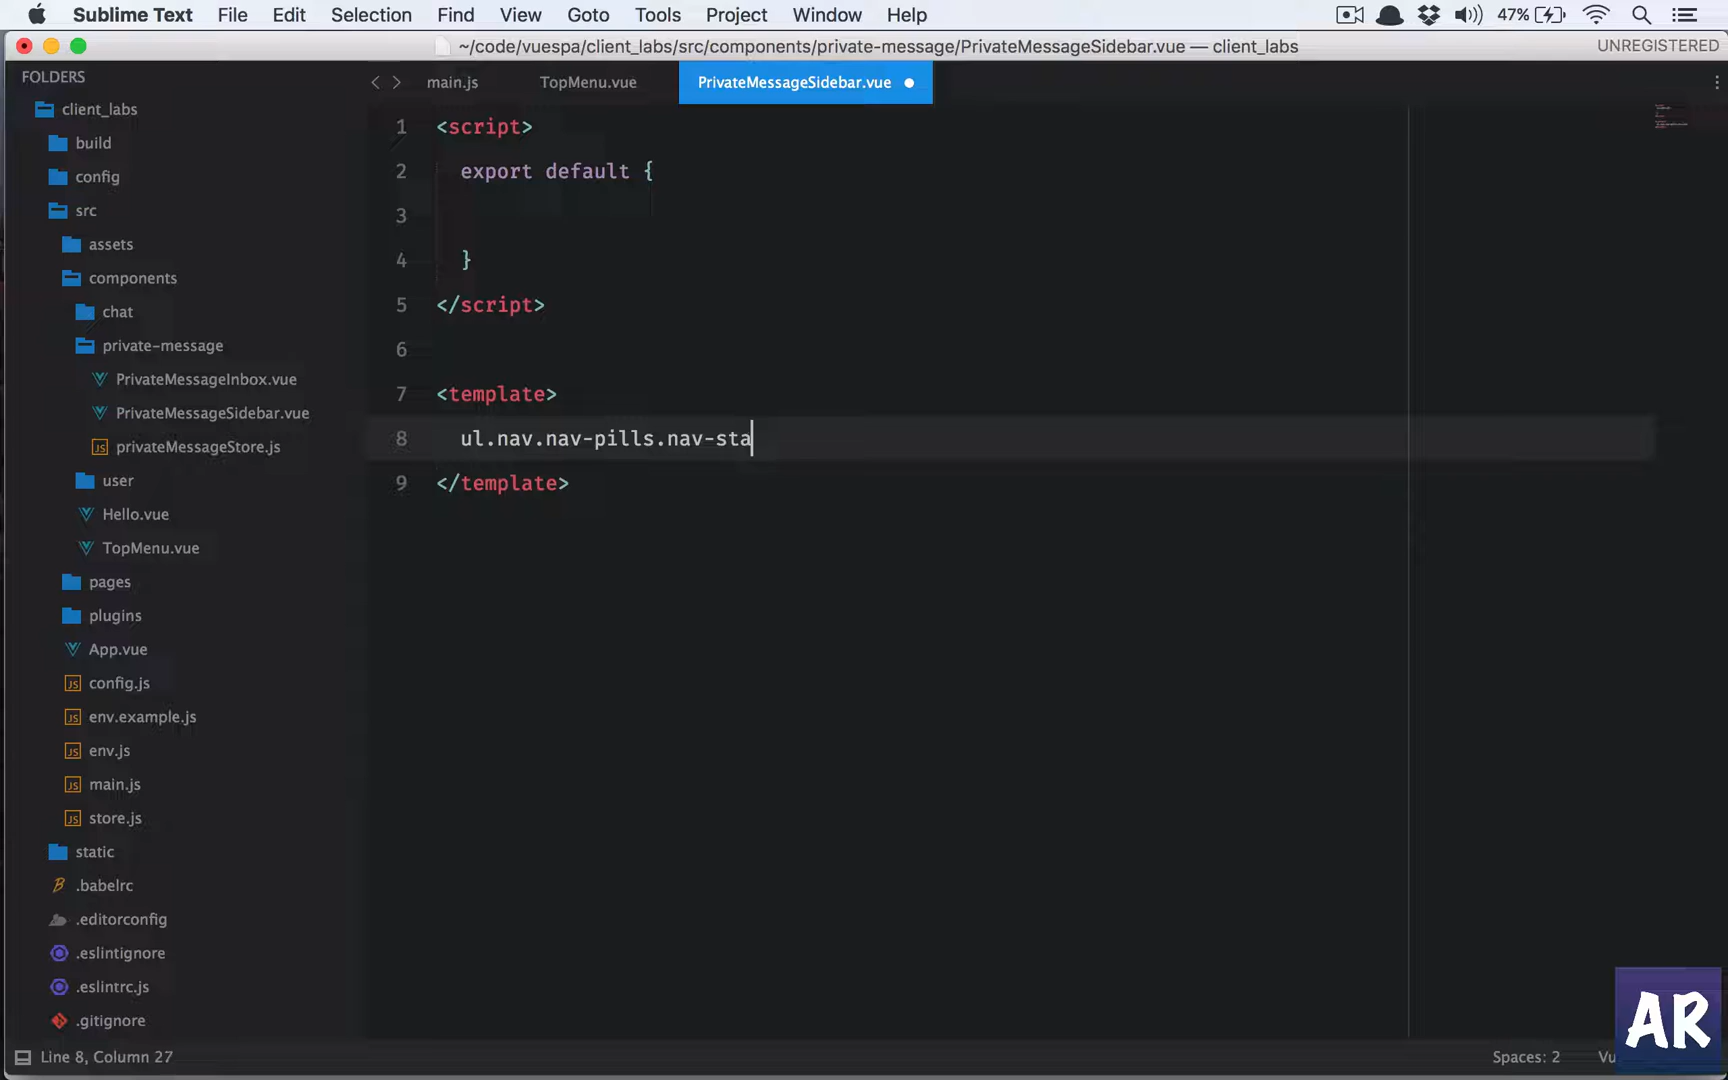 Sublime Text File Edit Selection Find View Goto Tools Project Window Help 47%
~/code/vuespa/client_labs/src/components/private-message/PrivateMessageSidebar.vue — client_labs UNREGISTERED
FOLDERS
client_labs
build
config
src
assets
components
chat
private-message
PrivateMessageInbox.vue
PrivateMessageSidebar.vue
privateMessageStore.js
user
Hello.vue
TopMenu.vue
pages
plugins
App.vue
config.js
env.example.js
env.js
main.js
store.js
static
.babelrc
.editorconfig
.eslintignore
.eslintrc.js
.gitignore
main.js TopMenu.vue PrivateMessageSidebar.vue
1 <script>
2 export default {
3
4 }
5 </script>
6
7 <template>
8 ul.nav.nav-pills.nav-sta
9 </template>
Line 8, Column 27 Spaces: 2
AR